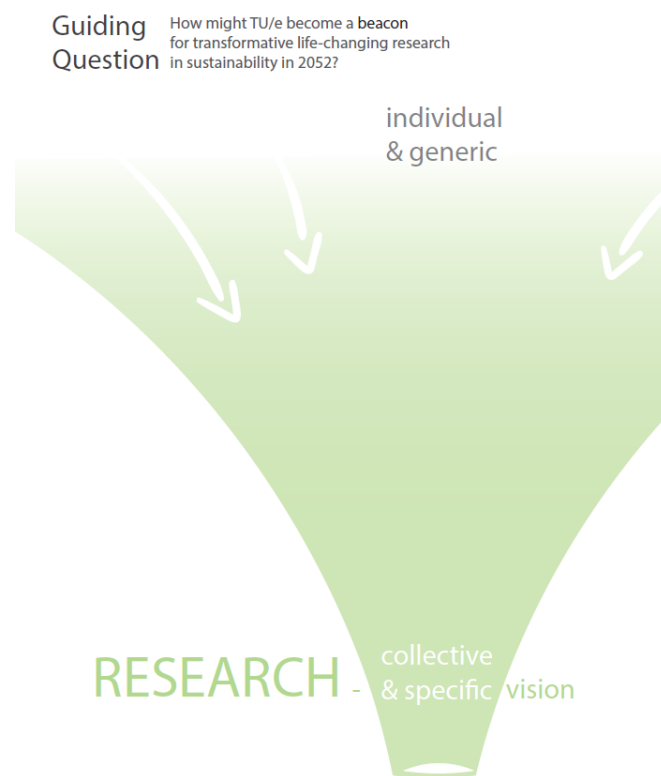 Guiding
Question
How might TU/e become a beacon
for transformative life-changing research
in sustainability in 2052?
individual
& generic
RESEARCH -
collective
& specific vision